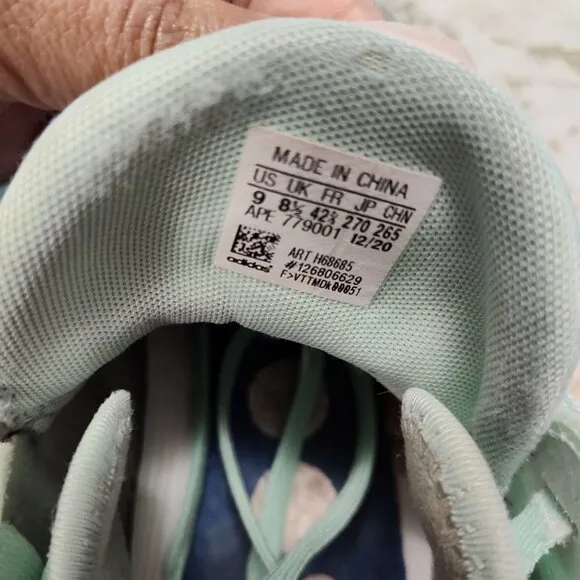 MADE IN CHINA
US UK FR JP CHN
9 8½ 42⅔ 270 265
APE 779001 12/20
ART H68685
#126806629
adidas F>VTTMDk00051